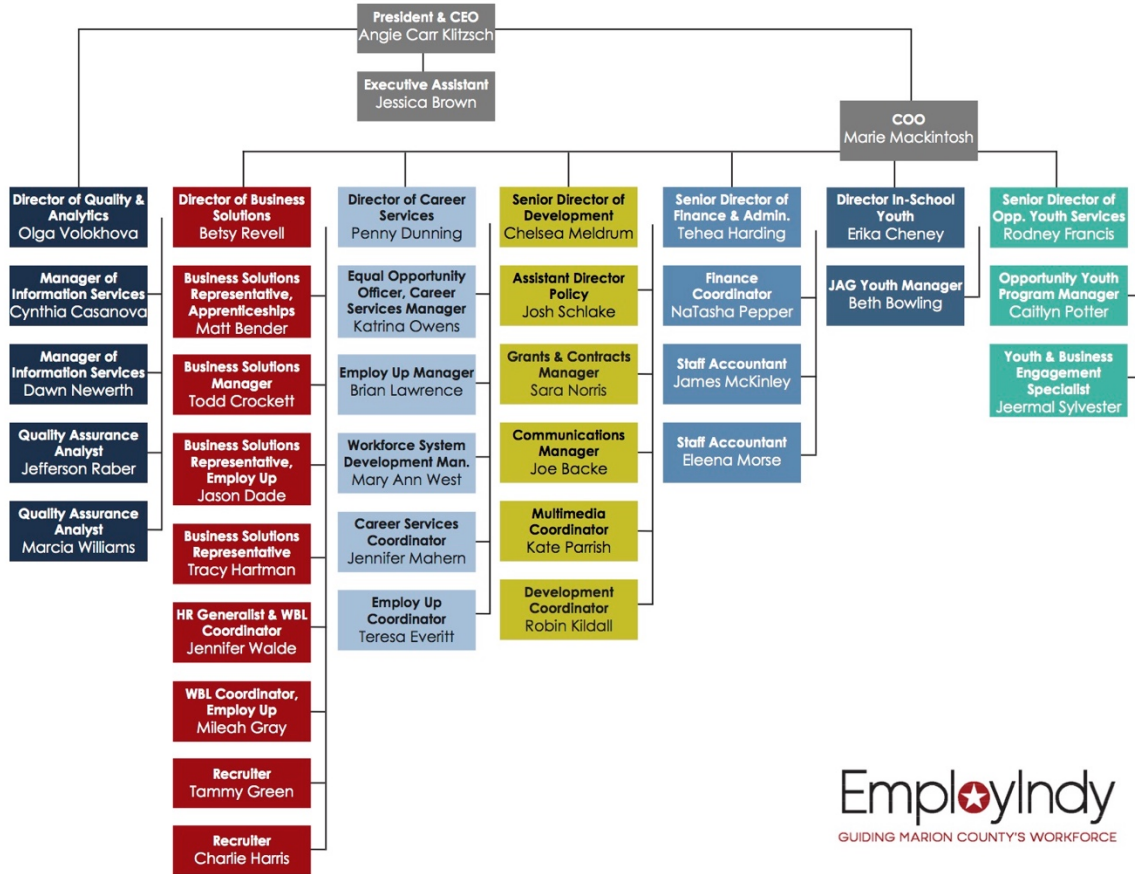 President & CEO
Angie Carr Klitzsch
Executive Assistant
Jessica Brown
COO
Marie Mackintosh
Director of Quality &
Analytics
Olga Volokhova
Manager of
Information Services
Cynthia Casanova
Manager of
Information Services
Dawn Newerth
Quality Assurance
Analyst
Jefferson Raber
Quality Assurance
Analyst
Marcia Williams
Director of Business
Solutions
Betsy Revell
Business Solutions
Representative,
Apprenticeships
Matt Bender
Business Solutions
Manager
Todd Crockett
Business Solutions
Representative,
Employ Up
Jason Dade
Business Solutions
Representative
Tracy Hartman
HR Generalist & WBL
Coordinator
Jennifer Walde
WBL Coordinator,
Employ Up
Mileah Gray
Recruiter
Tammy Green
Recruiter
Charlie Harris
Director of Career
Services
Penny Dunning
Equal Opportunity
Officer, Career
Services Manager
Katrina Owens
Employ Up Manager
Brian Lawrence
Workforce System
Development Man.
Mary Ann West
Career Services
Coordinator
Jennifer Mahern
Employ Up
Coordinator
Teresa Everitt
Senior Director of
Development
Chelsea Meldrum
Assistant Director
Policy
Josh Schlake
Grants & Contracts
Manager
Sara Norris
Communications
Manager
Joe Backe
Multimedia
Coordinator
Kate Parrish
Development
Coordinator
Robin Kildall
Senior Director of
Finance & Admin.
Tehea Harding
Finance
Coordinator
NaTasha Pepper
Staff Accountant
James McKinley
Staff Accountant
Eleena Morse
Director In-School
Youth
Erika Cheney
JAG Youth Manager
Beth Bowling
Senior Director of
Opp. Youth Services
Rodney Francis
Opportunity Youth
Program Manager
Caitlyn Potter
Youth & Business
Engagement
Specialist
Jeermal Sylvester
EmployIndy
GUIDING MARION COUNTY'S WORKFORCE